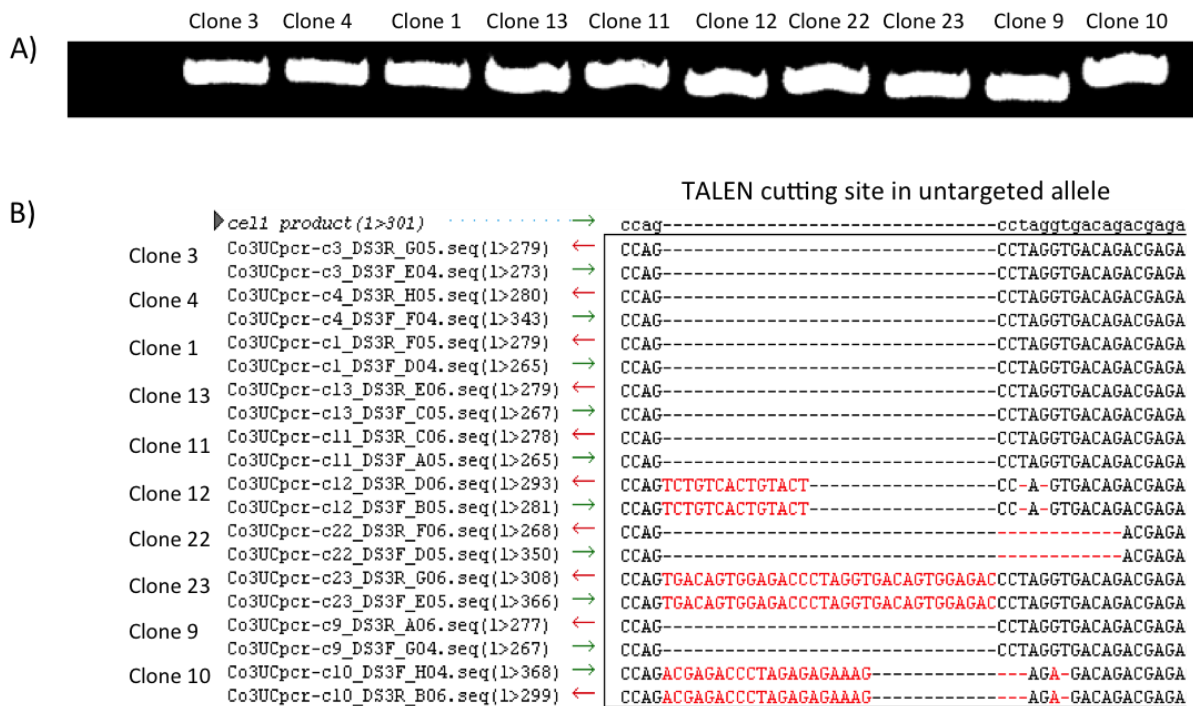 Clone 3 Clone 4 Clone 1 Clone 13 Clone 11 Clone 12 Clone 22 Clone 23 Clone 9 Clone 10
A)
TALEN cutting site in untargeted allele
B)
cell product(1>301) ccag--------------------------------cctaggtgacagacgaga
Clone 3
Co3UCpcr-c3_DS3R_G05.seq(1>279) CCAG--------------------------------CCTAGGTGACAGACGAGA
Co3UCpcr-c3_DS3F_E04.seq(1>273) CCAG--------------------------------CCTAGGTGACAGACGAGA
Clone 4
Co3UCpcr-c4_DS3R_H05.seq(1>280) CCAG--------------------------------CCTAGGTGACAGACGAGA
Co3UCpcr-c4_DS3F_F04.seq(1>343) CCAG--------------------------------CCTAGGTGACAGACGAGA
Clone 1
Co3UCpcr-c1_DS3R_F05.seq(1>279) CCAG--------------------------------CCTAGGTGACAGACGAGA
Co3UCpcr-c1_DS3F_D04.seq(1>265) CCAG--------------------------------CCTAGGTGACAGACGAGA
Clone 13
Co3UCpcr-c13_DS3R_E06.seq(1>279) CCAG--------------------------------CCTAGGTGACAGACGAGA
Co3UCpcr-c13_DS3F_C05.seq(1>267) CCAG--------------------------------CCTAGGTGACAGACGAGA
Clone 11
Co3UCpcr-c11_DS3R_C06.seq(1>278) CCAG--------------------------------CCTAGGTGACAGACGAGA
Co3UCpcr-c11_DS3F_A05.seq(1>265) CCAG--------------------------------CCTAGGTGACAGACGAGA
Clone 12
Co3UCpcr-c12_DS3R_D06.seq(1>293) CCAGTCTGTCACTGTACT------------------CC-A-GTGACAGACGAGA
Co3UCpcr-c12_DS3F_B05.seq(1>281) CCAGTCTGTCACTGTACT------------------CC-A-GTGACAGACGAGA
Clone 22
Co3UCpcr-c22_DS3R_F06.seq(1>268) CCAG--------------------------------------------ACGAGA
Co3UCpcr-c22_DS3F_D05.seq(1>350) CCAG--------------------------------------------ACGAGA
Clone 23
Co3UCpcr-c23_DS3R_G06.seq(1>308) CCAGTGACAGTGGAGACCCTAGGTGACAGTGGAGACCCTAGGTGACAGACGAGA
Co3UCpcr-c23_DS3F_E05.seq(1>366) CCAGTGACAGTGGAGACCCTAGGTGACAGTGGAGACCCTAGGTGACAGACGAGA
Clone 9
Co3UCpcr-c9_DS3R_A06.seq(1>277) CCAG--------------------------------CCTAGGTGACAGACGAGA
Co3UCpcr-c9_DS3F_G04.seq(1>267) CCAG--------------------------------CCTAGGTGACAGACGAGA
Clone 10
Co3UCpcr-c10_DS3F_H04.seq(1>368) CCAGACGAGACCCTAGAGAGAAAG---------------AGA-GACAGACGAGA
Co3UCpcr-c10_DS3R_B06.seq(1>299) CCAGACGAGACCCTAGAGAGAAAG---------------AGA-GACAGACGAGA